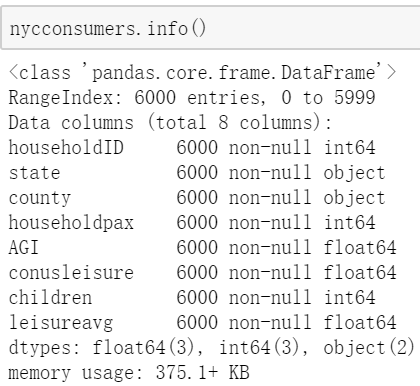 nycconsumers.info()
<class 'pandas.core.frame.DataFrame'>
RangeIndex: 6000 entries, 0 to 5999
Data columns (total 8 columns):
householdID     6000 non-null int64
state           6000 non-null object
county          6000 non-null object
householdpax    6000 non-null int64
AGI             6000 non-null float64
conusleisure    6000 non-null float64
children        6000 non-null int64
leisureavg      6000 non-null float64
dtypes: float64(3), int64(3), object(2)
memory usage: 375.1+ KB